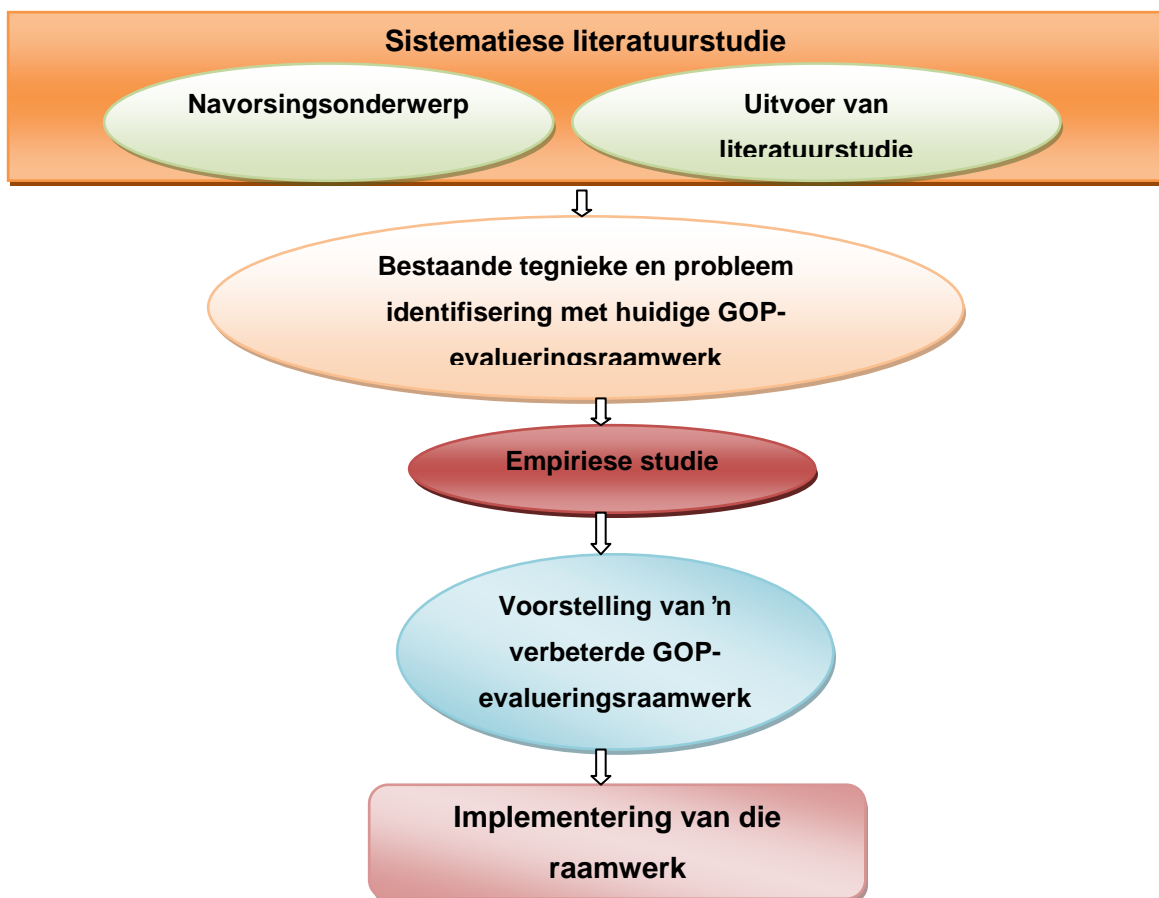 Sistematiese literatuurstudie
Navorsingsonderwerp
Uitvoer van
literatuurstudie
Bestaande tegnieke en probleem
identifisering met huidige GOP-
evalueringsraamwerk
Empiriese studie
Voorstelling van 'n
verbeterde GOP-
evalueringsraamwerk
Implementering van die
raamwerk